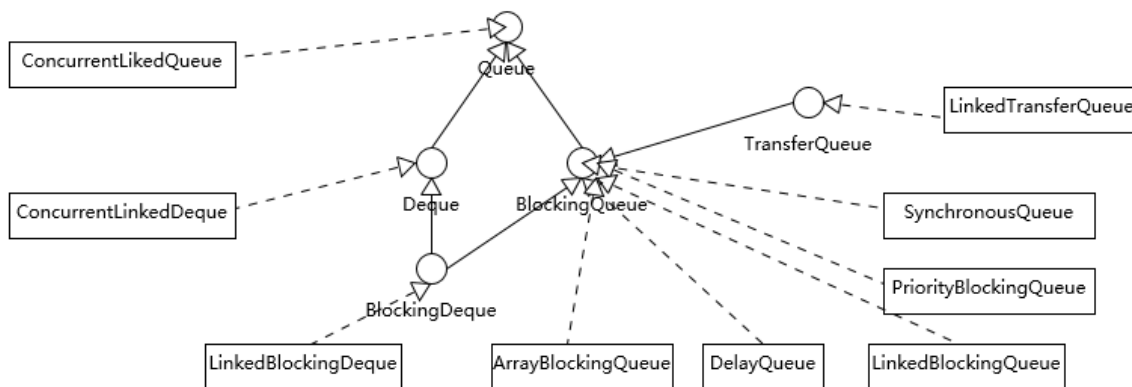 ConcurrentLikedQueue
Queue
LinkedTransferQueue
TransferQueue
ConcurrentLinkedDeque
Deque
BlockingQueue
SynchronousQueue
PriorityBlockingQueue
BlockingDeque
LinkedBlockingDeque
ArrayBlockingQueue
DelayQueue
LinkedBlockingQueue